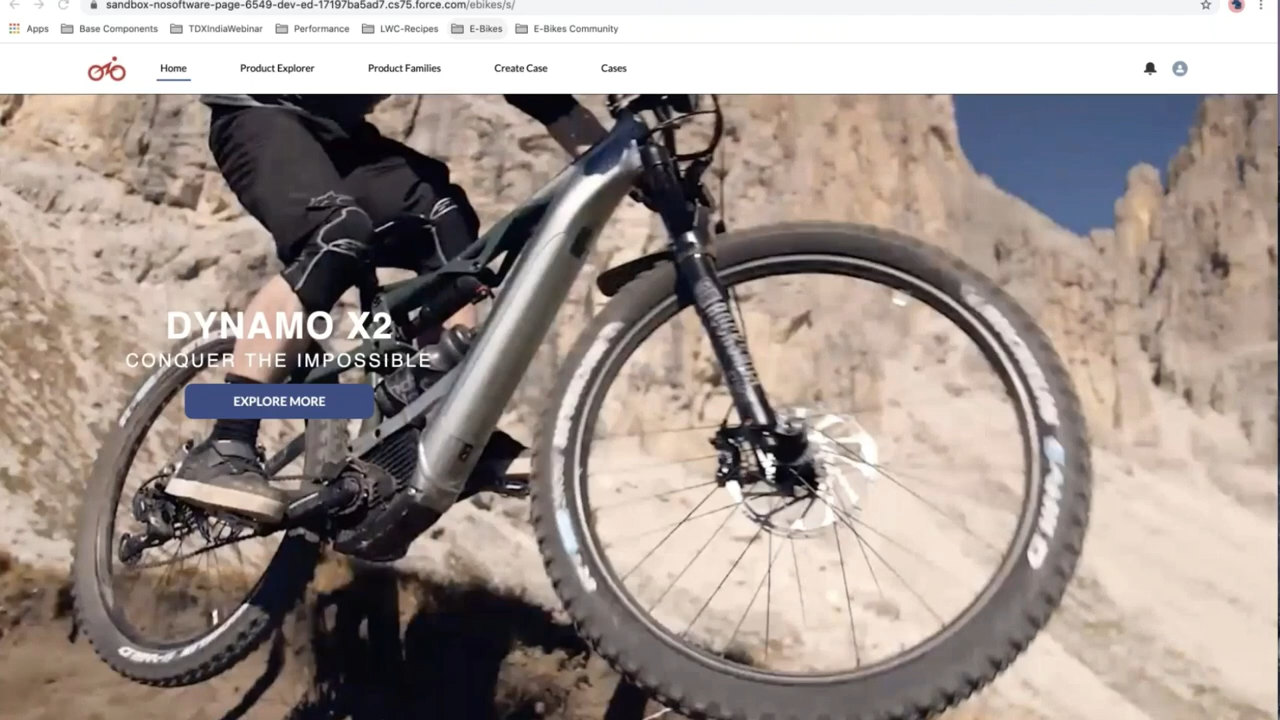 sandbox-nosoftware-page-6549-dev-ed-17197ba5ad7.cs75.force.com/ebikes/s/
Apps Base Components TDXIndiaWebinar Performance LWC-Recipes E-Bikes E-Bikes Community
Home Product Explorer Product Families Create Case Cases
DYNAMO X2
CONQUER THE IMPOSSIBLE
EXPLORE MORE